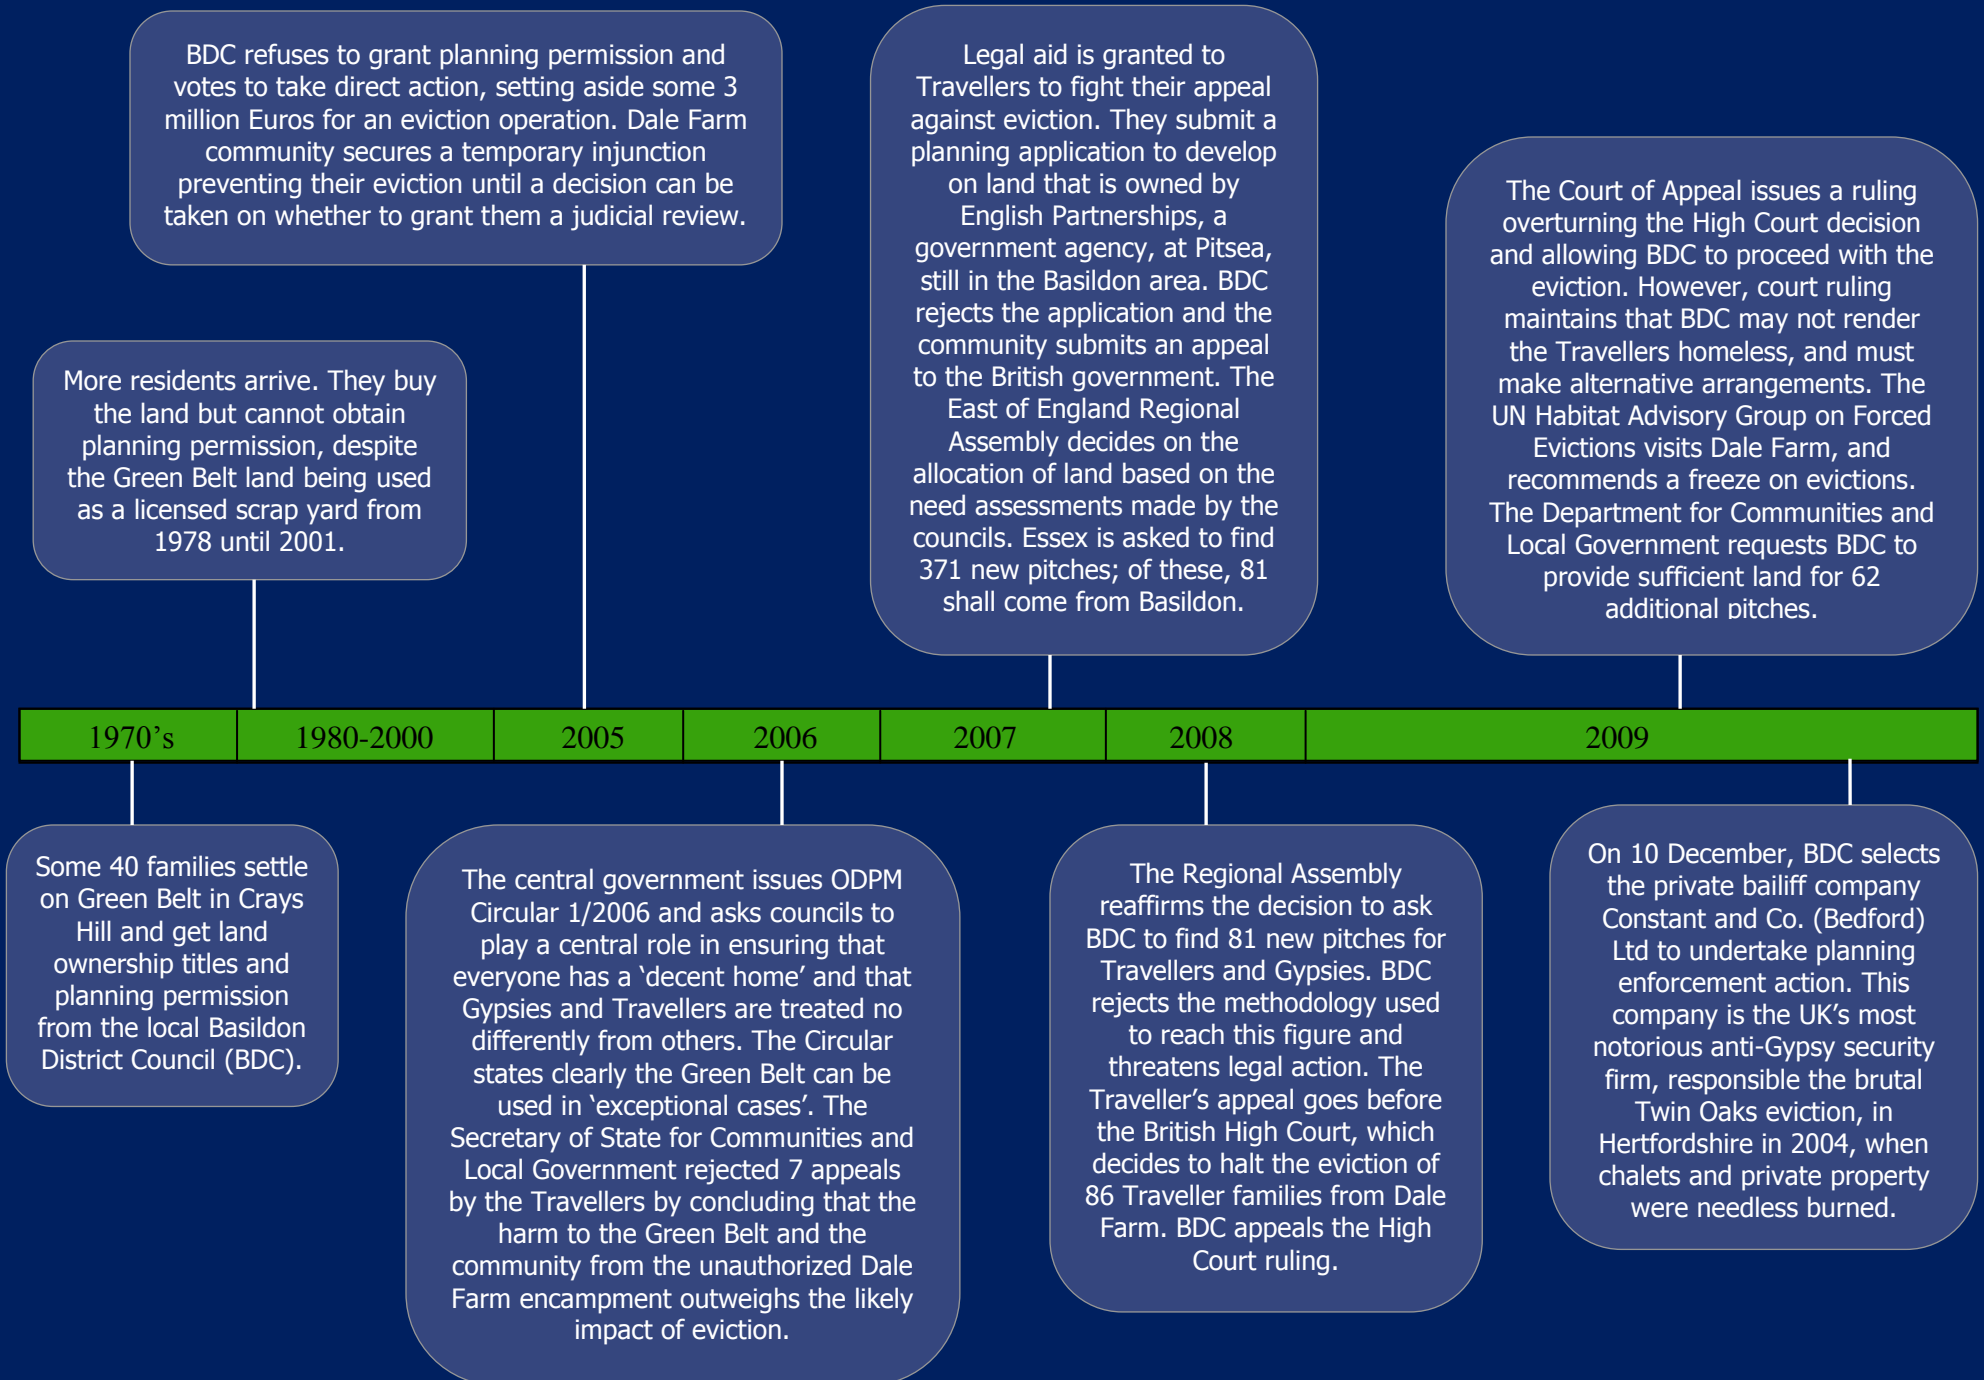 BDC refuses to grant planning permission and
votes to take direct action, setting aside some 3
million Euros for an eviction operation. Dale Farm
community secures a temporary injunction
preventing their eviction until a decision can be
taken on whether to grant them a judicial review.
Legal aid is granted to
Travellers to fight their appeal
against eviction. They submit a
planning application to develop
on land that is owned by
English Partnerships, a
government agency, at Pitsea,
still in the Basildon area. BDC
rejects the application and the
community submits an appeal
to the British government. The
East of England Regional
Assembly decides on the
allocation of land based on the
need assessments made by the
councils. Essex is asked to find
371 new pitches; of these, 81
shall come from Basildon.
The Court of Appeal issues a ruling
overturning the High Court decision
and allowing BDC to proceed with the
eviction. However, court ruling
maintains that BDC may not render
the Travellers homeless, and must
make alternative arrangements. The
UN Habitat Advisory Group on Forced
Evictions visits Dale Farm, and
recommends a freeze on evictions.
The Department for Communities and
Local Government requests BDC to
provide sufficient land for 62
additional pitches.
More residents arrive. They buy
the land but cannot obtain
planning permission, despite
the Green Belt land being used
as a licensed scrap yard from
1978 until 2001.
1970's
1980-2000
2005
2006
2007
2008
2009
Some 40 families settle
on Green Belt in Crays
Hill and get land
ownership titles and
planning permission
from the local Basildon
District Council (BDC).
The central government issues ODPM
Circular 1/2006 and asks councils to
play a central role in ensuring that
everyone has a ‘decent home’ and that
Gypsies and Travellers are treated no
differently from others. The Circular
states clearly the Green Belt can be
used in ‘exceptional cases’. The
Secretary of State for Communities and
Local Government rejected 7 appeals
by the Travellers by concluding that the
harm to the Green Belt and the
community from the unauthorized Dale
Farm encampment outweighs the likely
impact of eviction.
The Regional Assembly
reaffirms the decision to ask
BDC to find 81 new pitches for
Travellers and Gypsies. BDC
rejects the methodology used
to reach this figure and
threatens legal action. The
Traveller's appeal goes before
the British High Court, which
decides to halt the eviction of
86 Traveller families from Dale
Farm. BDC appeals the High
Court ruling.
On 10 December, BDC selects
the private bailiff company
Constant and Co. (Bedford)
Ltd to undertake planning
enforcement action. This
company is the UK's most
notorious anti-Gypsy security
firm, responsible the brutal
Twin Oaks eviction, in
Hertfordshire in 2004, when
chalets and private property
were needless burned.